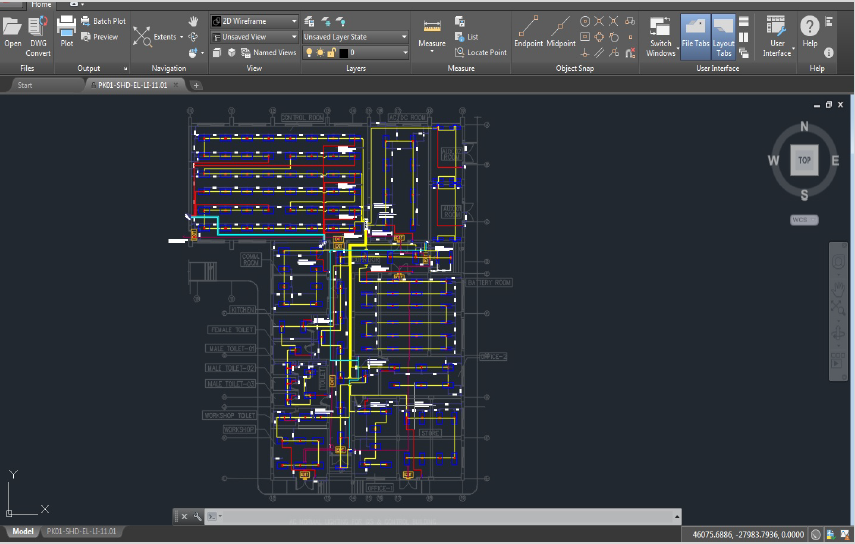 Home
Open
DWG
Convert
Plot
Batch Plot
Preview
Extents
2D Wireframe
Unsaved View
Named Views
Unsaved Layer State
0
Measure
List
Locate Point
Endpoint
Midpoint
Switch
Windows
File Tabs
Layout
Tabs
User
Interface
Help
Files
Output
Navigation
View
Layers
Measure
Object Snap
User Interface
Help
Start
PK01-SHD-EL-LI-11.01
CONTROL ROOM
AC/DC ROOM
N
W
TOP
E
S
WCS
BATTERY ROOM
KITCHEN
FEMALE TOILET
MALE TOILET-01
OFFICE-2
MALE TOILET-02
MALE TOILET-03
TOILET
WORKSHOP TOILET
WORKSHOP
STORE
OFFICE-1
Y
X
Model
PK01-SHD-EL-LI-11.01
46075.6886, -27983.7936, 0.0000